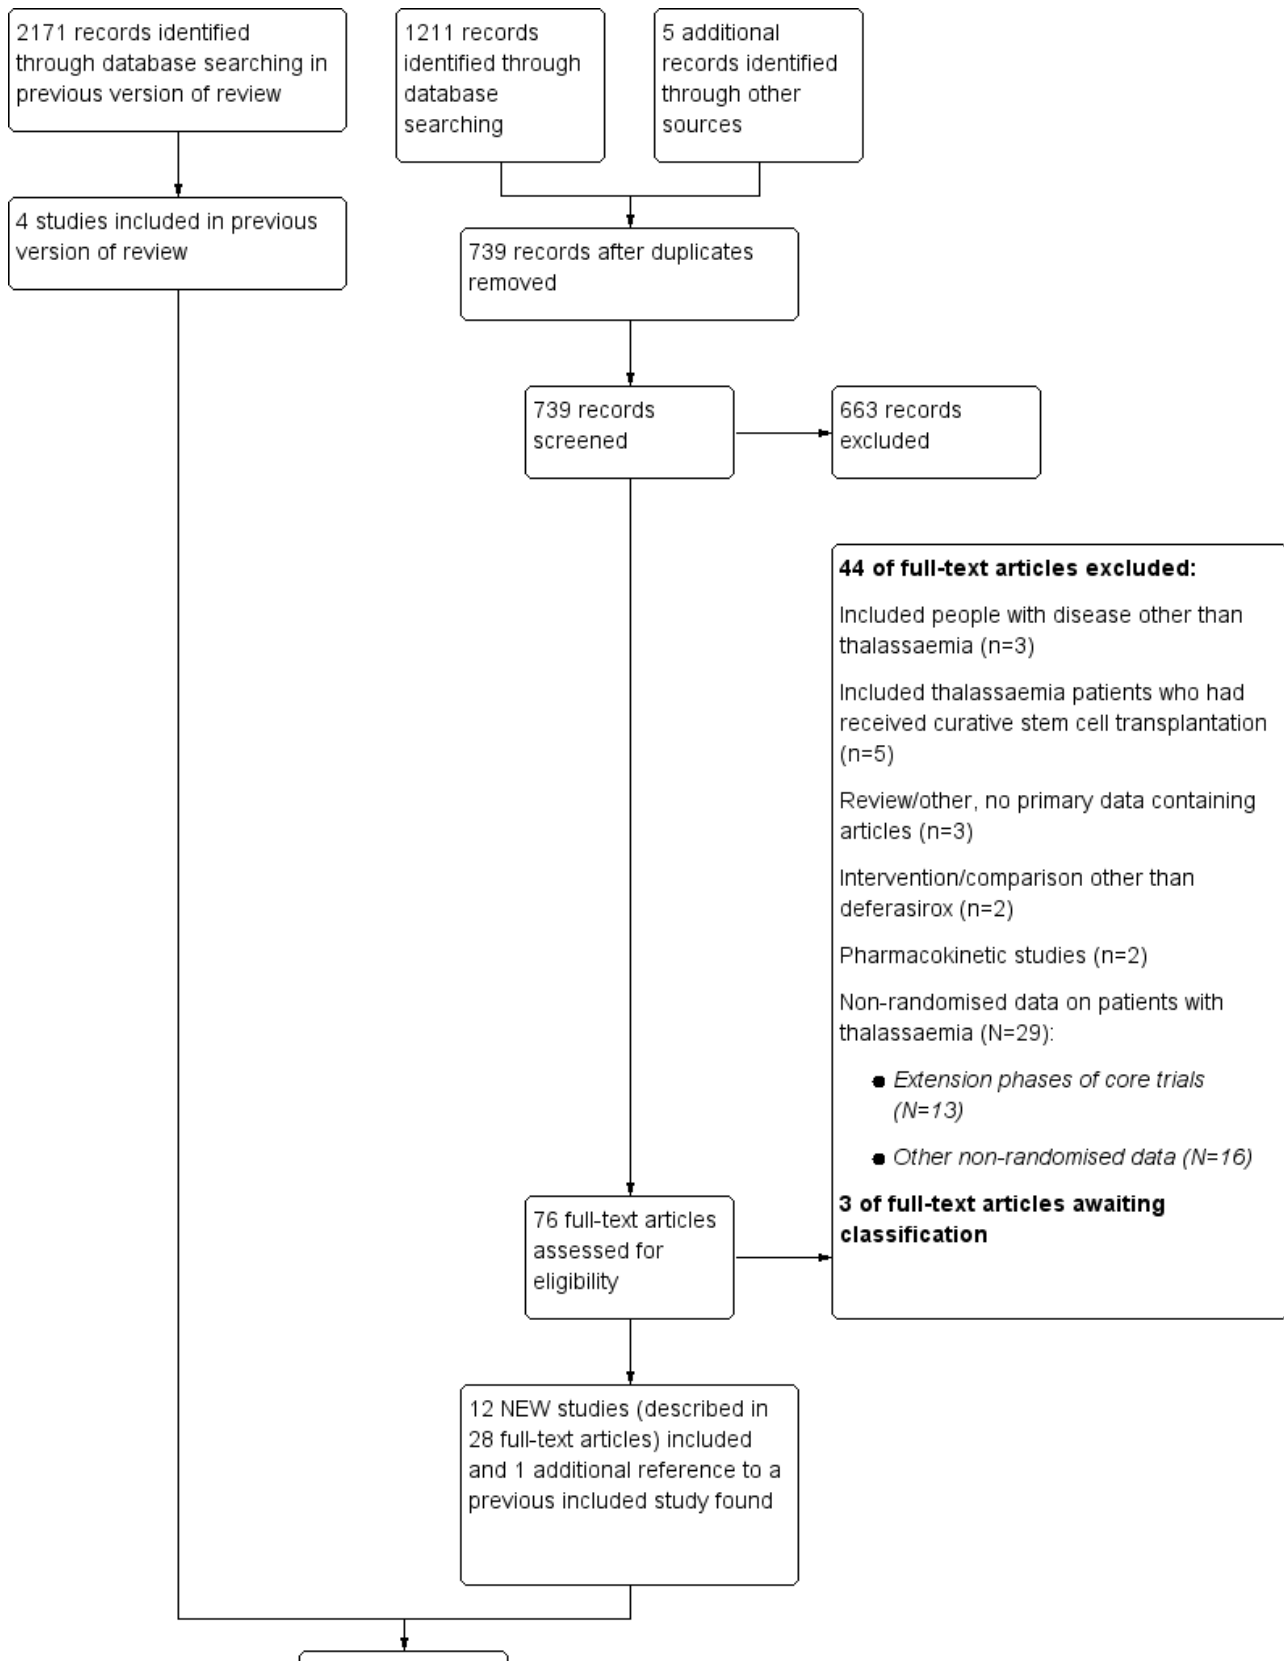 2171 records identified
through database searching in
previous version of review
1211 records
identified through
database
searching
5 additional
records identified
through other
sources
4 studies included in previous
version of review
739 records after duplicates
removed
739 records
screened
663 records
excluded
44 of full-text articles excluded:
Included people with disease other than
thalassaemia (n=3)
Included thalassaemia patients who had
received curative stem cell transplantation
(n=5)
Review/other, no primary data containing
articles (n=3)
Intervention/comparison other than
deferasirox (n=2)
Pharmacokinetic studies (n=2)
Non-randomised data on patients with
thalassaemia (N=29):
● Extension phases of core trials
(N=13)
● Other non-randomised data (N=16)
3 of full-text articles awaiting
classification
76 full-text articles
assessed for
eligibility
12 NEW studies (described in
28 full-text articles) included
and 1 additional reference to a
previous included study found